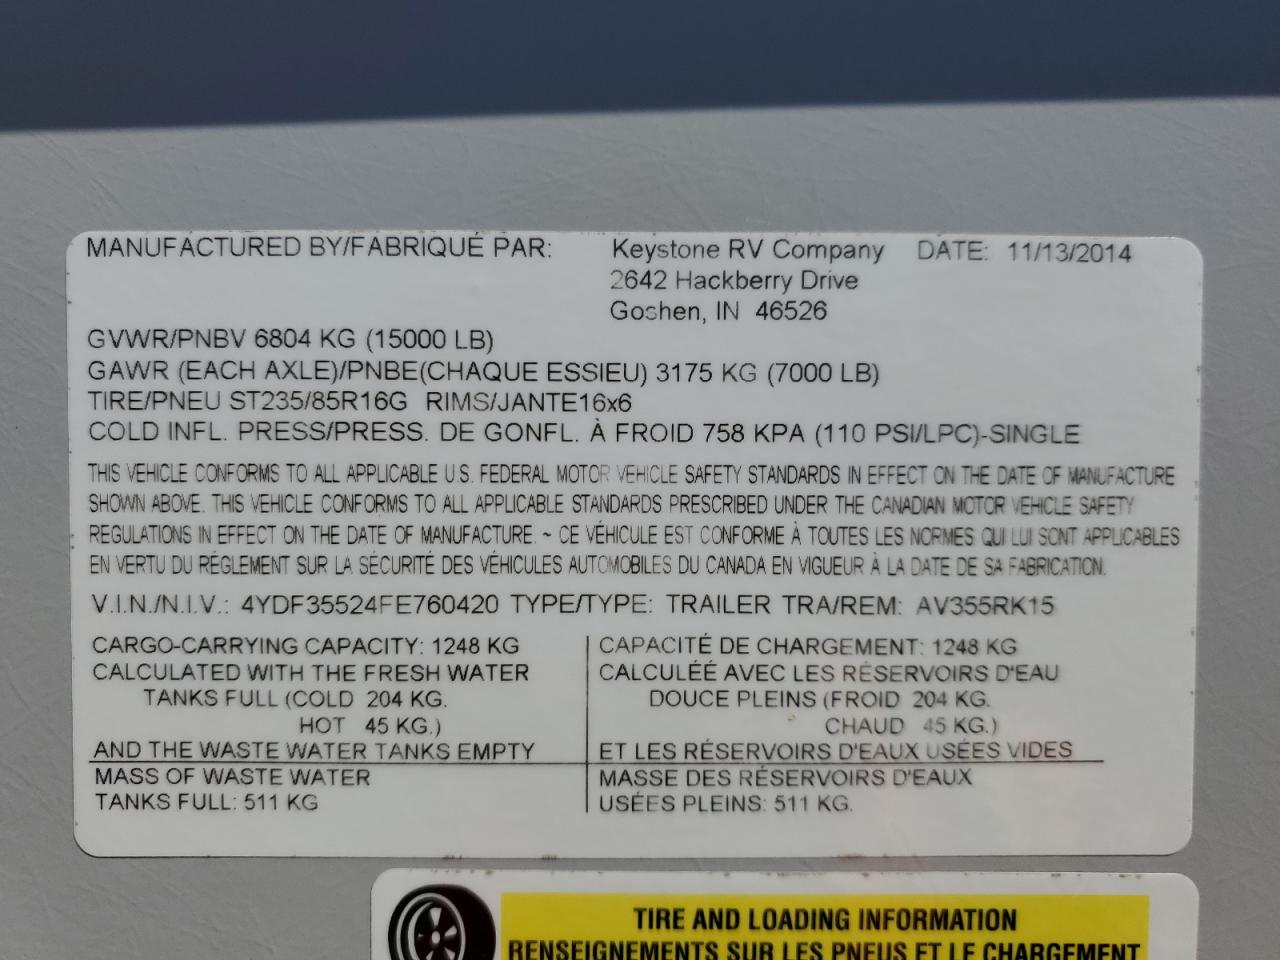 MANUFACTURED BY/FABRIQUÉ PAR: Keystone RV Company DATE: 11/13/2014
2642 Hackberry Drive
Goshen, IN 46526
GVWR/PNBV 6804 KG (15000 LB)
GAWR (EACH AXLE)/PNBE(CHAQUE ESSIEU) 3175 KG (7000 LB)
TIRE/PNEU ST235/85R16G RIMS/JANTE16x6
COLD INFL. PRESS/PRESS. DE GONFL. À FROID 758 KPA (110 PSI/LPC)-SINGLE
THIS VEHICLE CONFORMS TO ALL APPLICABLE U.S. FEDERAL MOTOR VEHICLE SAFETY STANDARDS IN EFFECT ON THE DATE OF MANUFACTURE
SHOWN ABOVE. THIS VEHICLE CONFORMS TO ALL APPLICABLE STANDARDS PRESCRIBED UNDER THE CANADIAN MOTOR VEHICLE SAFETY
REGULATIONS IN EFFECT ON THE DATE OF MANUFACTURE. ~ CE VÉHICULE EST CONFORME À TOUTES LES NORMES QUI LUI SONT APPLICABLES
EN VERTU DU RÉGLEMENT SUR LA SÉCURITÉ DES VÉHICULES AUTOMOBILES DU CANADA EN VIGUEUR À LA DATE DE SA FABRICATION.
V.I.N./N.I.V.: 4YDF35524FE760420 TYPE/TYPE: TRAILER TRA/REM: AV355RK15
CARGO-CARRYING CAPACITY: 1248 KG
CALCULATED WITH THE FRESH WATER
TANKS FULL (COLD 204 KG.
HOT 45 KG.)
AND THE WASTE WATER TANKS EMPTY
MASS OF WASTE WATER
TANKS FULL: 511 KG
CAPACITÉ DE CHARGEMENT: 1248 KG
CALCULÉÉ AVEC LES RÉSERVOIRS D'EAU
DOUCE PLEINS (FROID 204 KG.
CHAUD 45 KG.)
ET LES RÉSERVOIRS D'EAUX USÉES VIDES
MASSE DES RÉSERVOIRS D'EAUX
USÉES PLEINS: 511 KG.
TIRE AND LOADING INFORMATION
RENSEIGNEMENTS SUR LES PNEUS ET LE CHARGEMENT